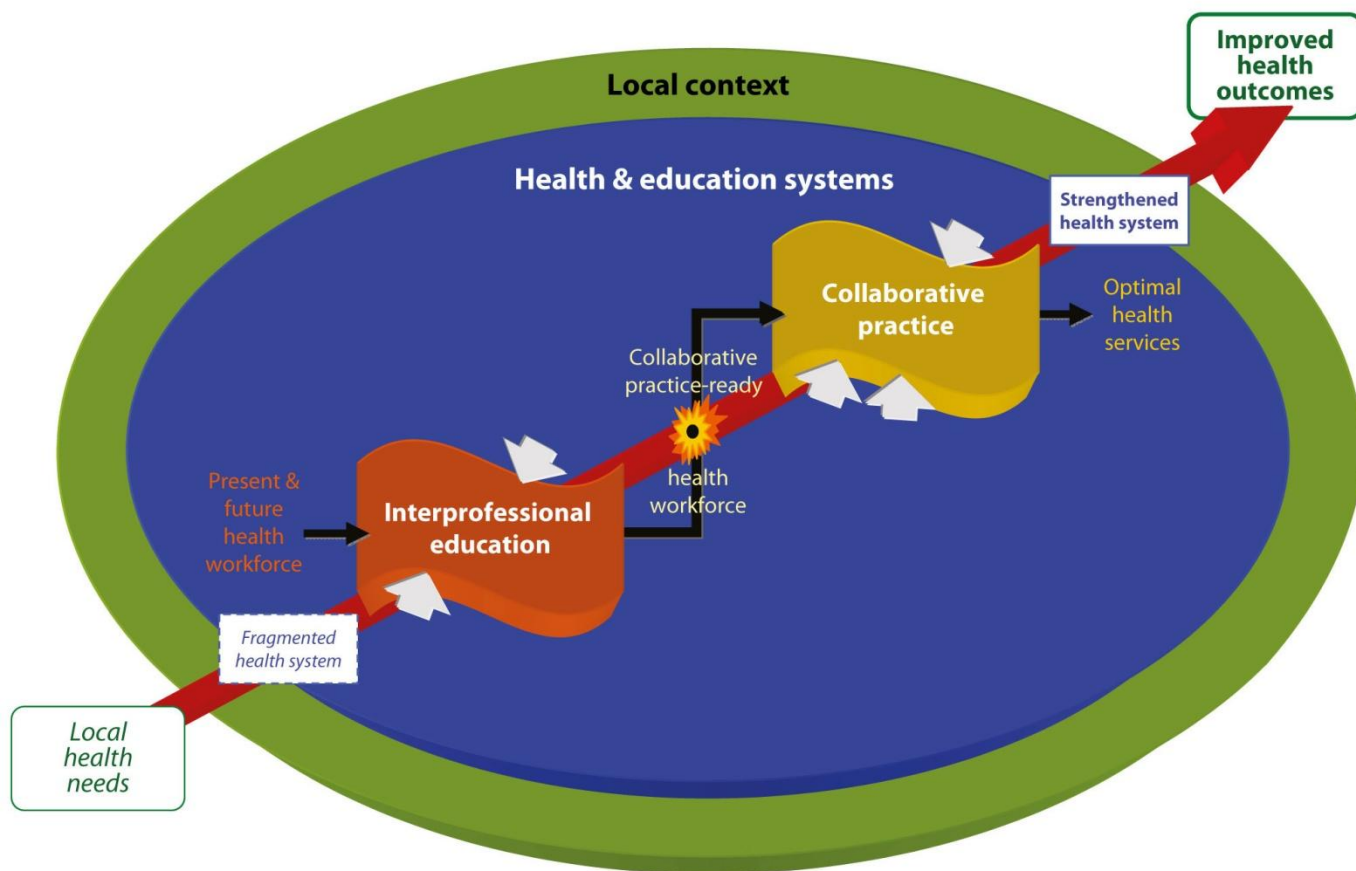 Improved
health
outcomes
Local context
Health & education systems
Strengthened
health system
Collaborative
practice
Optimal
health
services
Collaborative
practice-ready
health
workforce
Present &
future
health
workforce
Interprofessional
education
Fragmented
health system
Local
health
needs